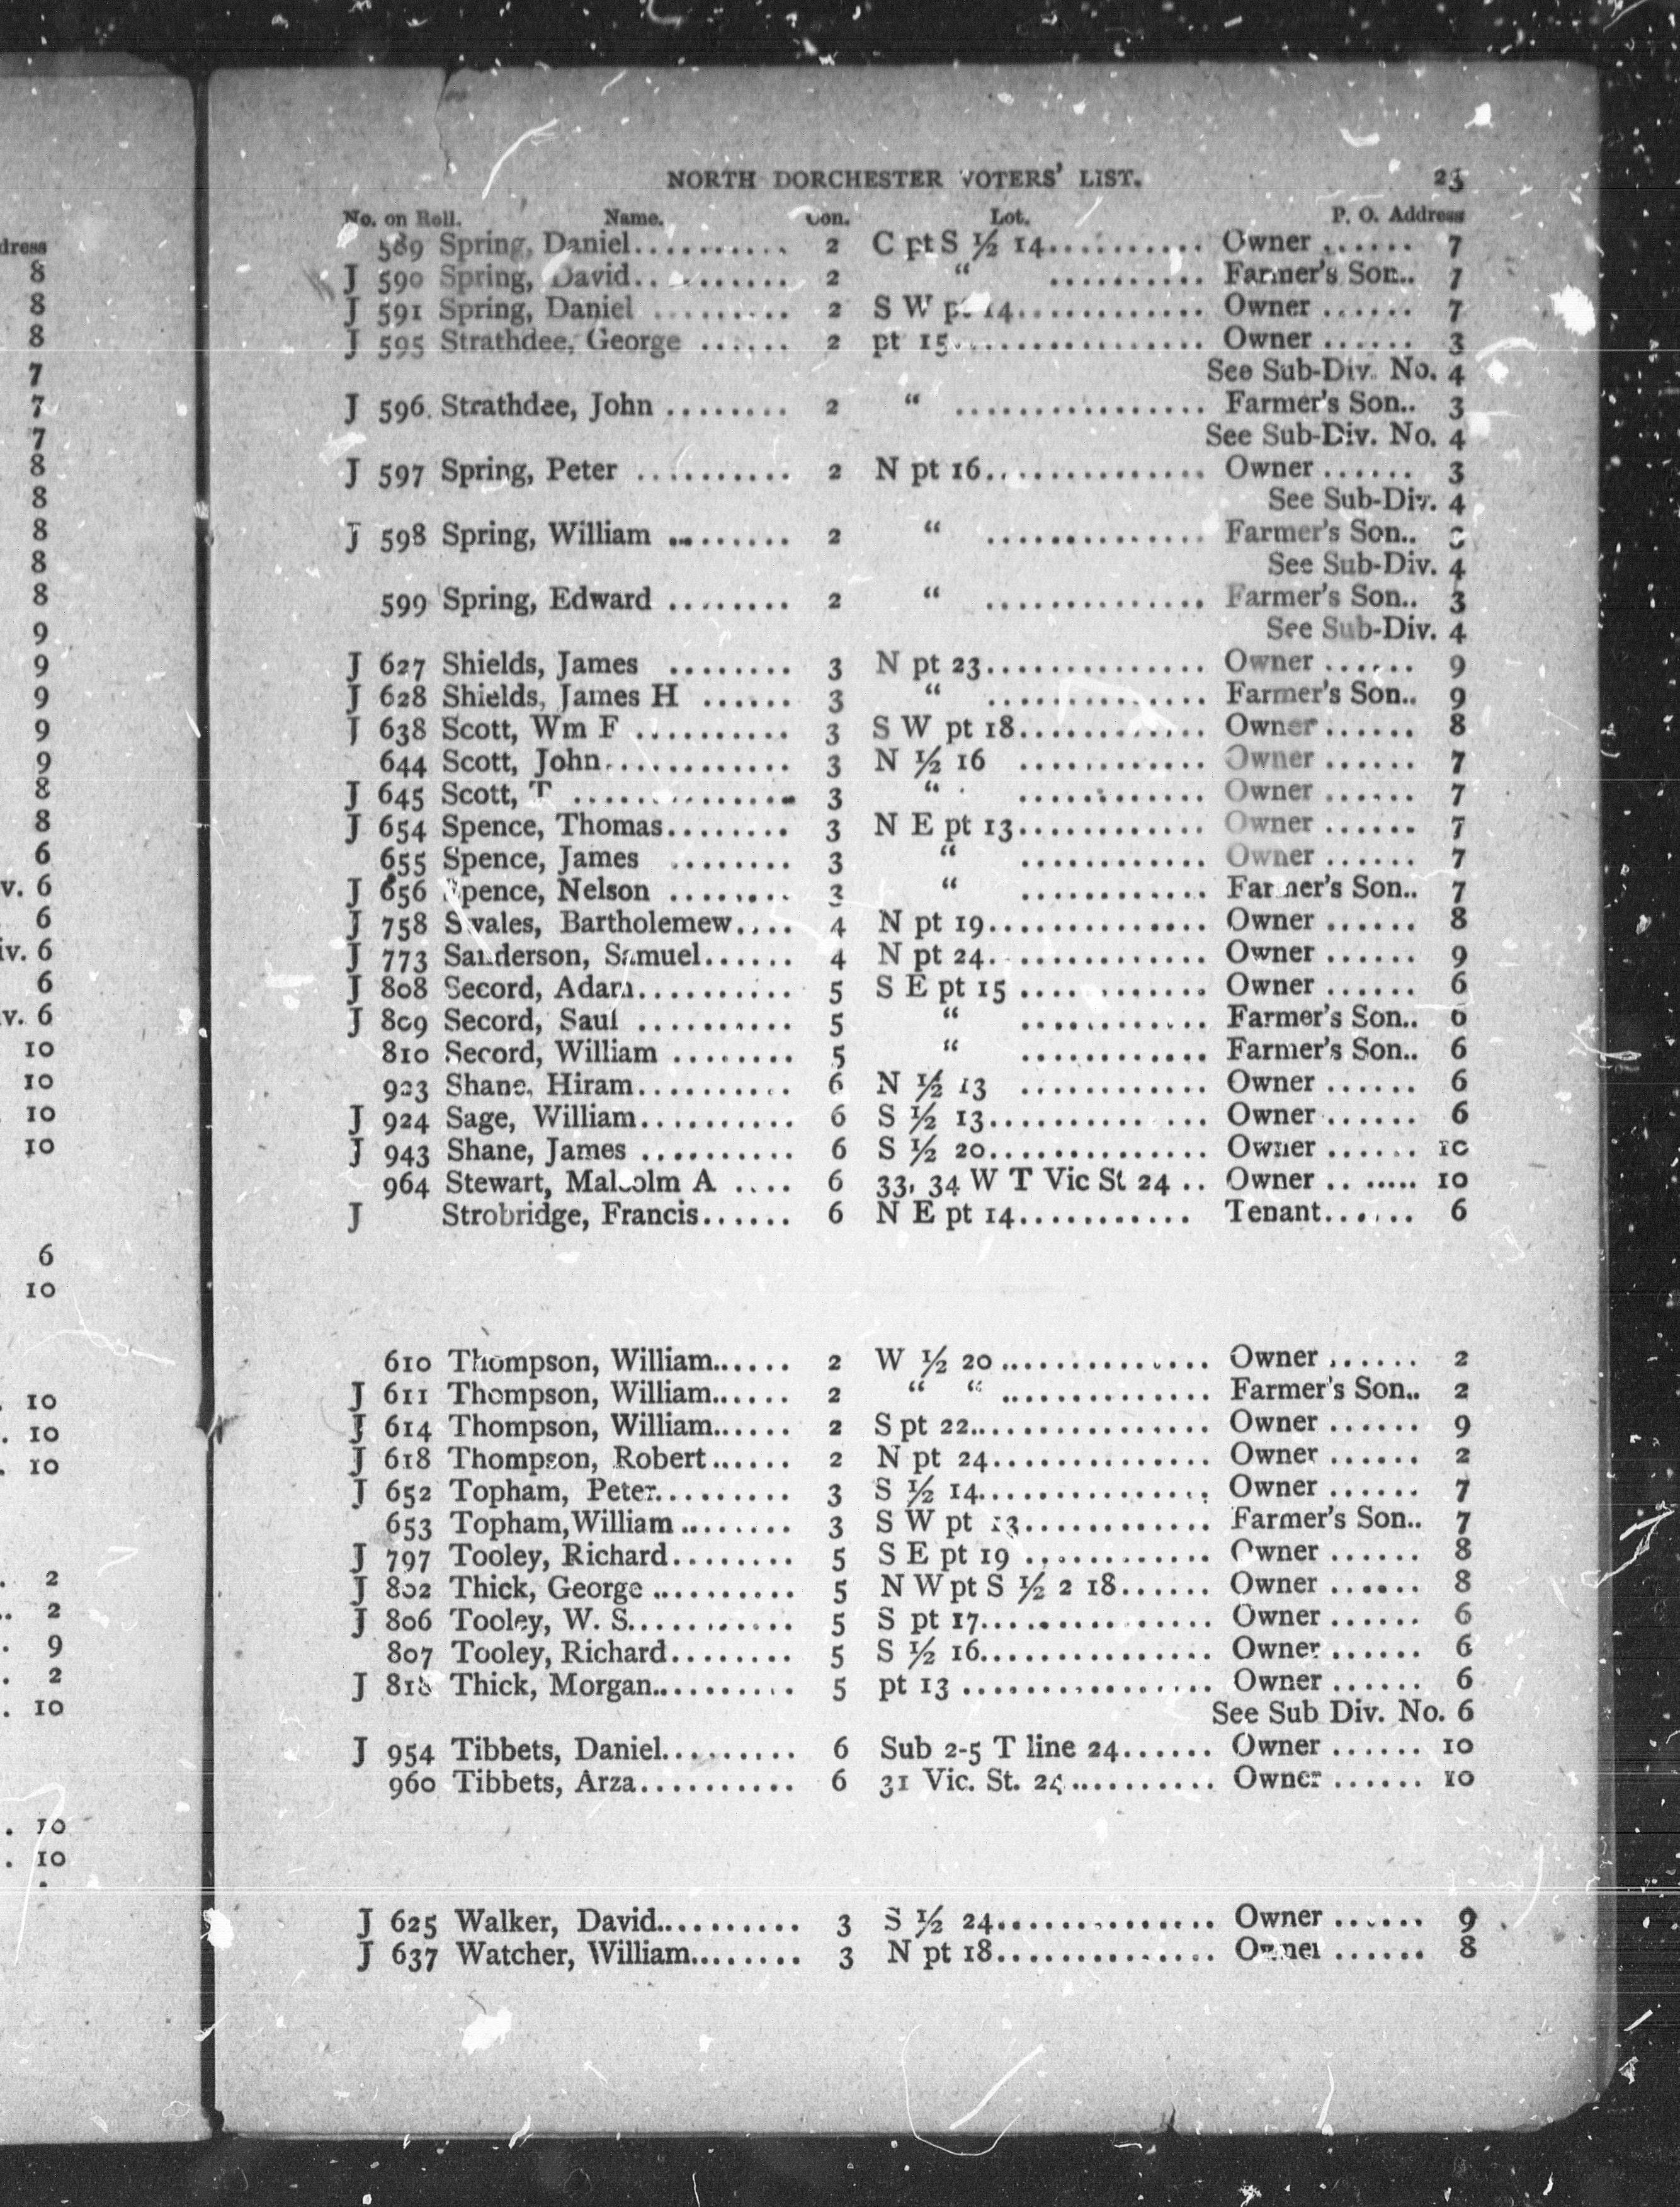 NORTH DORCHESTER VOTERS' LIST. 23
No. on Roll. Name. Con. Lot. P. O. Address
589 Spring, Daniel.......... 2 C pt S ½ 14.......... Owner ...... 7
J 590 Spring, David.......... 2 " .......... Farmer's Son.. 7
J 591 Spring, Daniel ......... 2 S W pt 14............ Owner ...... 7
J 595 Strathdee, George ...... 2 pt 15................ Owner ...... 3
See Sub-Div. No. 4
J 596 Strathdee, John ........ 2 " ................ Farmer's Son.. 3
See Sub-Div. No. 4
J 597 Spring, Peter .......... 2 N pt 16.............. Owner ...... 3
See Sub-Div. 4
J 598 Spring, William ........ 2 " .............. Farmer's Son..
See Sub-Div. 4
599 Spring, Edward ........ 2 " .............. Farmer's Son.. 3
See Sub-Div. 4
J 627 Shields, James ........ 3 N pt 23.............. Owner ...... 9
J 628 Shields, James H ...... 3 " .............. Farmer's Son.. 9
J 638 Scott, Wm F .......... 3 S W pt 18............ Owner ...... 8
644 Scott, John............ 3 N ½ 16 ............ Owner ...... 7
J 645 Scott, T .............. 3 " ............ Owner ...... 7
J 654 Spence, Thomas........ 3 N E pt 13............ Owner ...... 7
655 Spence, James ........ 3 " ............ Owner ...... 7
J 656 Spence, Nelson ........ 3 " ............ Farmer's Son.. 7
J 758 Swales, Bartholemew.... 4 N pt 19.............. Owner ...... 8
J 773 Sanderson, Samuel...... 4 N pt 24.............. Owner ...... 9
J 808 Secord, Adam.......... 5 S E pt 15 ............ Owner ...... 6
J 809 Secord, Saul .......... 5 " ............ Farmer's Son.. 6
810 Secord, William ........ 5 " ............ Farmer's Son.. 6
923 Shane, Hiram.......... 6 N ½ 13 ............ Owner ...... 6
J 924 Sage, William.......... 6 S ½ 13.............. Owner ...... 6
J 943 Shane, James .......... 6 S ½ 20.............. Owner ...... 10
964 Stewart, Malcolm A .... 6 33, 34 W T Vic St 24 .. Owner ....... 10
J Strobridge, Francis...... 6 N E pt 14........... Tenant...... 6
610 Thompson, William...... 2 W ½ 20 .............. Owner ...... 2
J 611 Thompson, William...... 2 " " .............. Farmer's Son.. 2
J 614 Thompson, William...... 2 S pt 22............... Owner ...... 9
J 618 Thompson, Robert...... 2 N pt 24.............. Owner ...... 2
J 652 Topham, Peter.......... 3 S ½ 14............... Owner ...... 7
653 Topham,William ........ 3 S W pt 13............ Farmer's Son.. 7
J 797 Tooley, Richard........ 5 S E pt 19 ............ Owner ...... 8
J 802 Thick, George .......... 5 N W pt S ½ 2 18...... Owner ...... 8
J 806 Tooley, W. S........... 5 S pt 17............... Owner ...... 6
807 Tooley, Richard........ 5 S ½ 16............... Owner ...... 6
J 818 Thick, Morgan.......... 5 pt 13 ................ Owner ...... 6
See Sub Div. No. 6
J 954 Tibbets, Daniel......... 6 Sub 2-5 T line 24...... Owner ...... 10
960 Tibbets, Arza.......... 6 31 Vic. St. 24.......... Owner ...... 10
J 625 Walker, David.......... 3 S ½ 24.............. Owner ...... 9
J 637 Watcher, William........ 3 N pt 18.............. Owner ...... 8